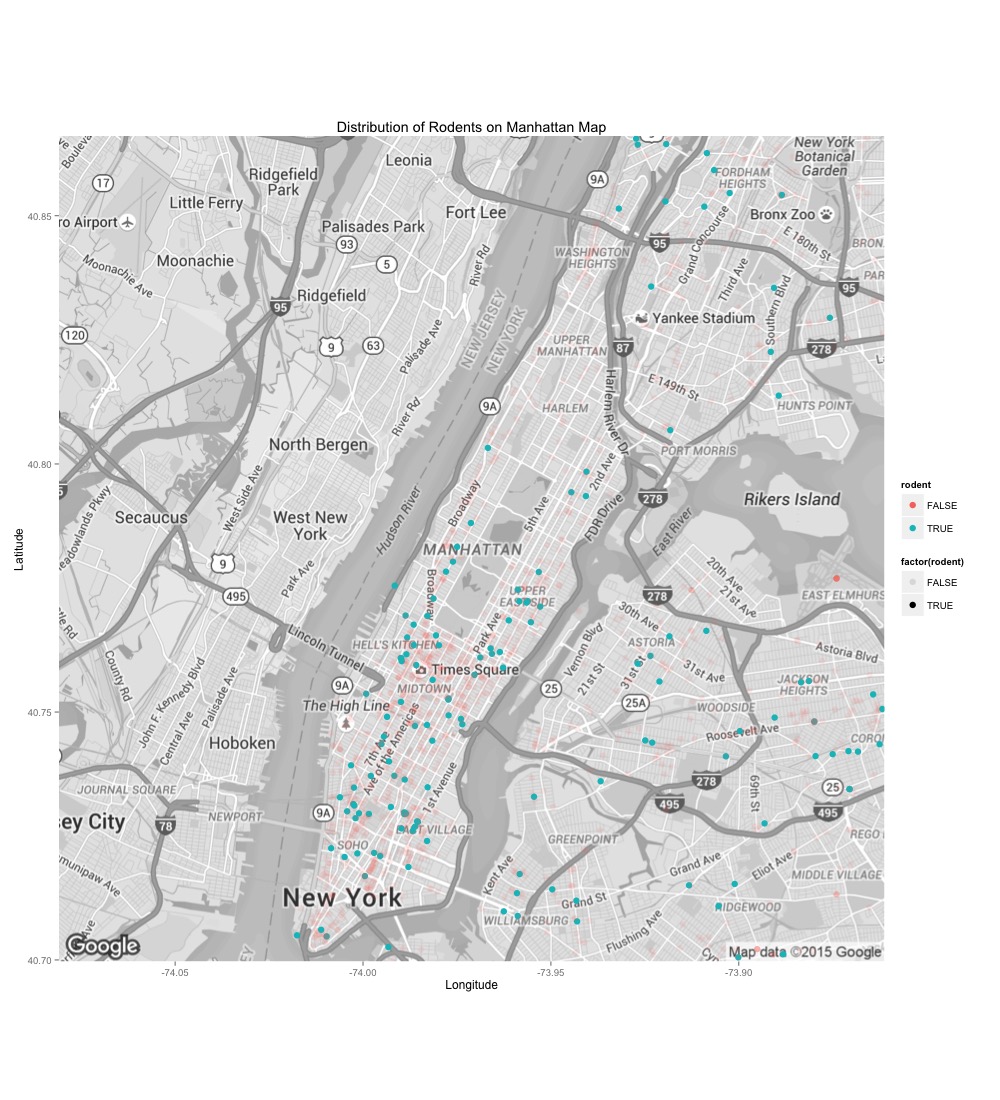 Distribution of Rodents on Manhattan Map
Leonia
New York
Botanical
Garden
17
Ridgefield
Park
9A
FORDHAM
HEIGHTS
Little Ferry
Fort Lee
Bronx Zoo
ro Airport
Palisades Park
93
95
E 180th St
BRON
Moonachie
5
River Rd
WASHINGTON
HEIGHTS
Grand Concourse
Third Ave
Moonachie Ave
Ridgefield
95
NEW JERSEY
NEW YORK
Southern Blvd
95
120
9
63
Palisade Ave
Yankee Stadium
UPPER
MANHATTAN
87
278
Harlem River Dr
E 149th St
River Rd
9A
HARLEM
HUNTS POINT
North Bergen
PORT MORRIS
West Side Ave
Broadway
2nd Ave
278
Rikers Island
Secaucus
West New
York
Hudson River
5th Ave
FDR Drive
East River
9
MANHATTAN
Park Ave
495
Broadway
UPPER
EAST SIDE
278
20th Ave
21st Ave
EAST ELMHURS
30th Ave
Lincoln Tunnel
HELL'S KITCHEN
Park Ave
Vernon Blvd
ASTORIA
Astoria Blvd
County Rd
Times Square
21st St
31st St
31st Ave
John F. Kennedy Blvd
Palisade Ave
9A
MIDTOWN
25
JACKSON
HEIGHTS
The High Line
25A
WOODSIDE
Central Ave
Hoboken
7th Ave
Ave of the Americas
Roosevelt Ave
CORO
JOURNAL SQUARE
1st Avenue
278
69th St
25
495
495
sey City
78
NEWPORT
9A
EAST VILLAGE
GREENPOINT
REGO
SOHO
Kent Ave
Grand Ave
Eliot Ave
MIDDLE VILLAGE
New York
Grand St
WILLIAMSBURG
RIDGEWOOD
Flushing Ave
Google
Map data ©2015 Google
40.85
40.80
40.75
40.70
Latitude
-74.05
-74.00
-73.95
-73.90
Longitude
rodent
FALSE
TRUE
factor(rodent)
FALSE
TRUE